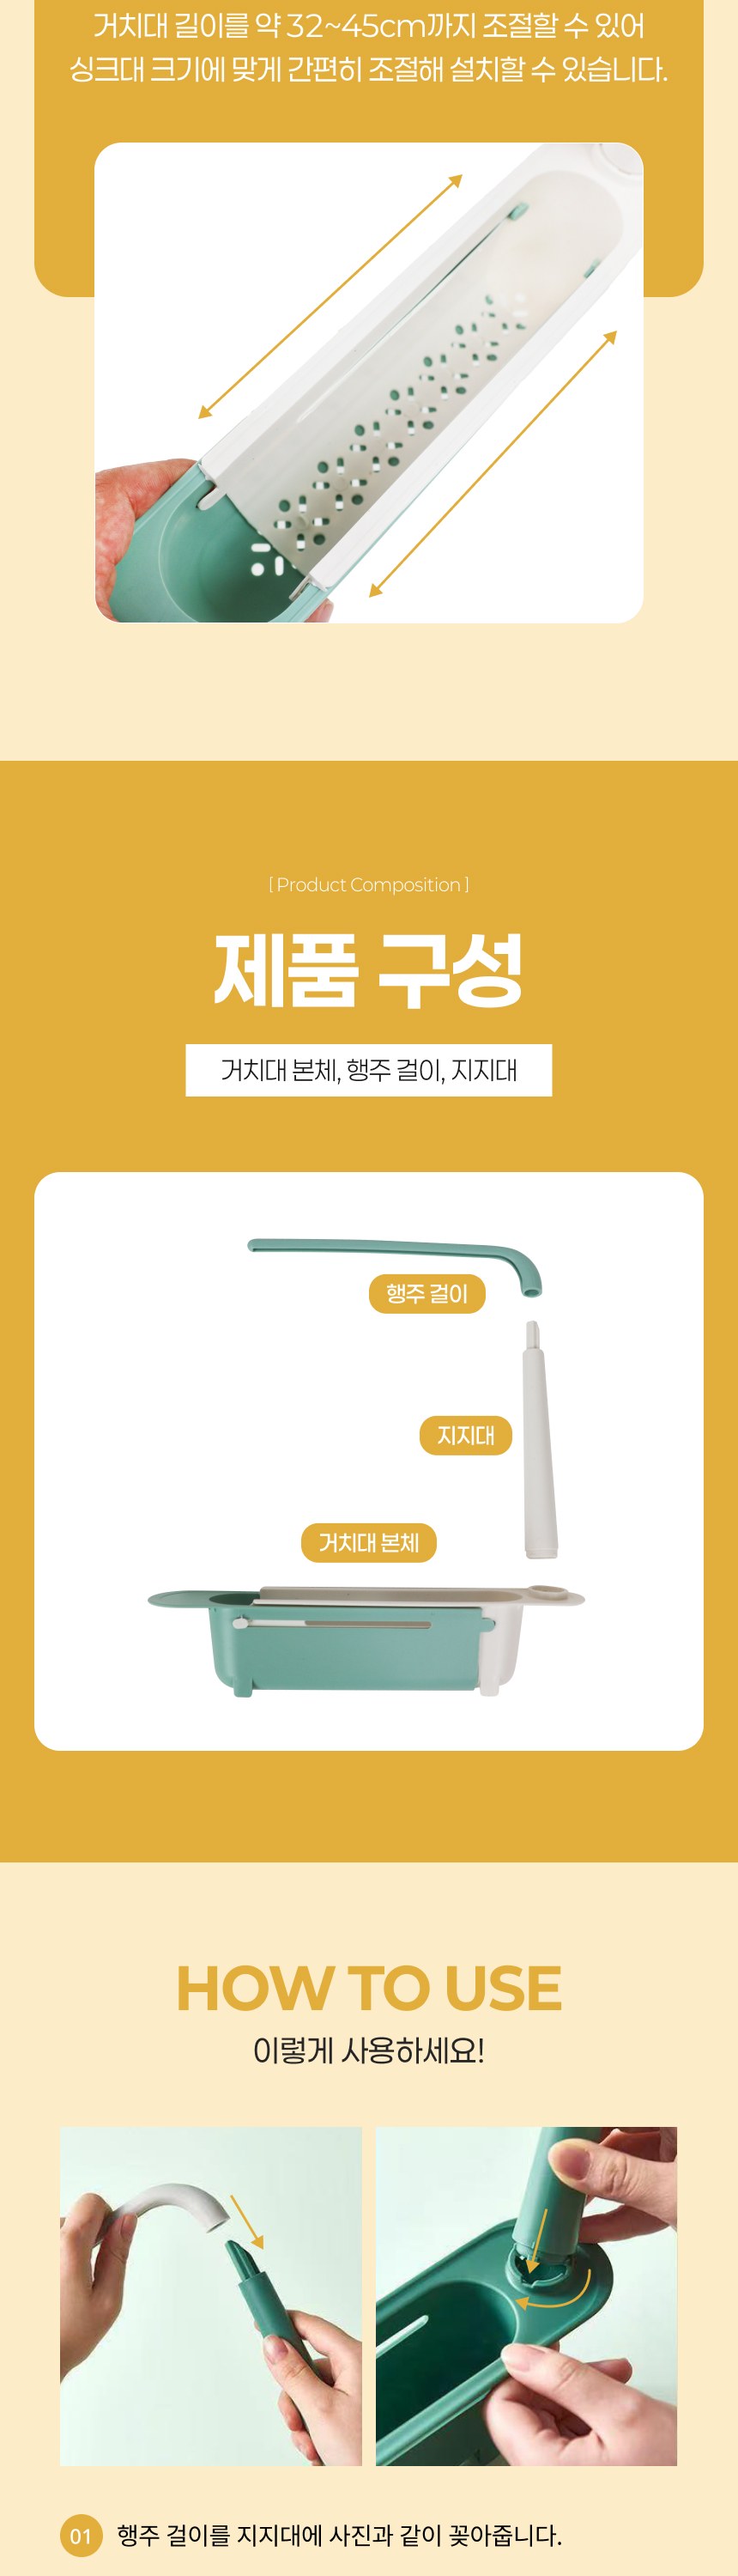 거치대 길이를 약 32~45cm까지 조절할 수 있어
싱크대 크기에 맞게 간편히 조절해 설치할 수 있습니다.
[ Product Composition ]
제품 구성
거치대 본체, 행주 걸이, 지지대
행주 걸이
지지대
거치대 본체
HOW TO USE
이렇게 사용하세요!
01 행주 걸이를 지지대에 사진과 같이 꽂아줍니다.